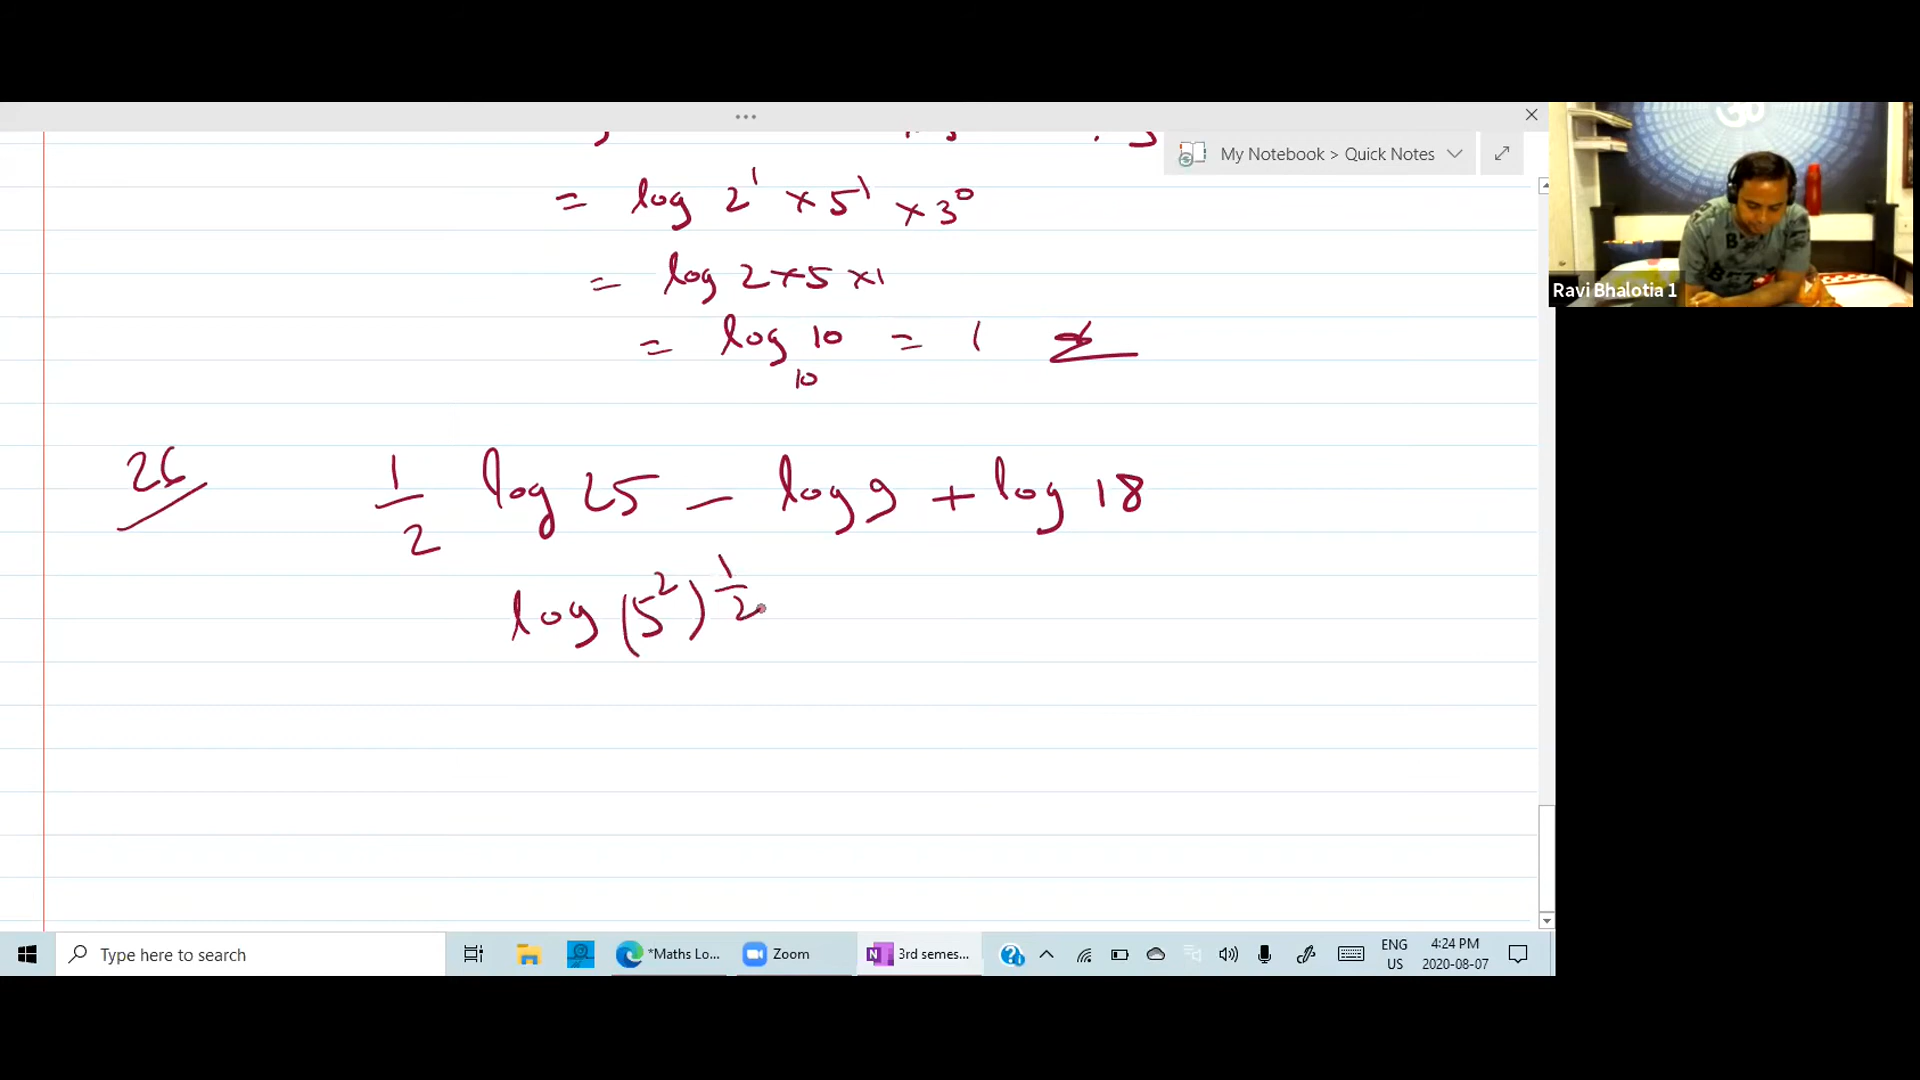 My Notebook > Quick Notes
= log 2¹ × 5¹ × 3⁰
= log 2 × 5 × 1
= log₁₀ 10 = 1
26 1/2 log 25 – log 9 + log 18
log (5²)^1/2
Ravi Bhalotia 1
Type here to search
*Maths Lo...
Zoom
3rd semes...
ENG
US
4:24 PM
2020-08-07